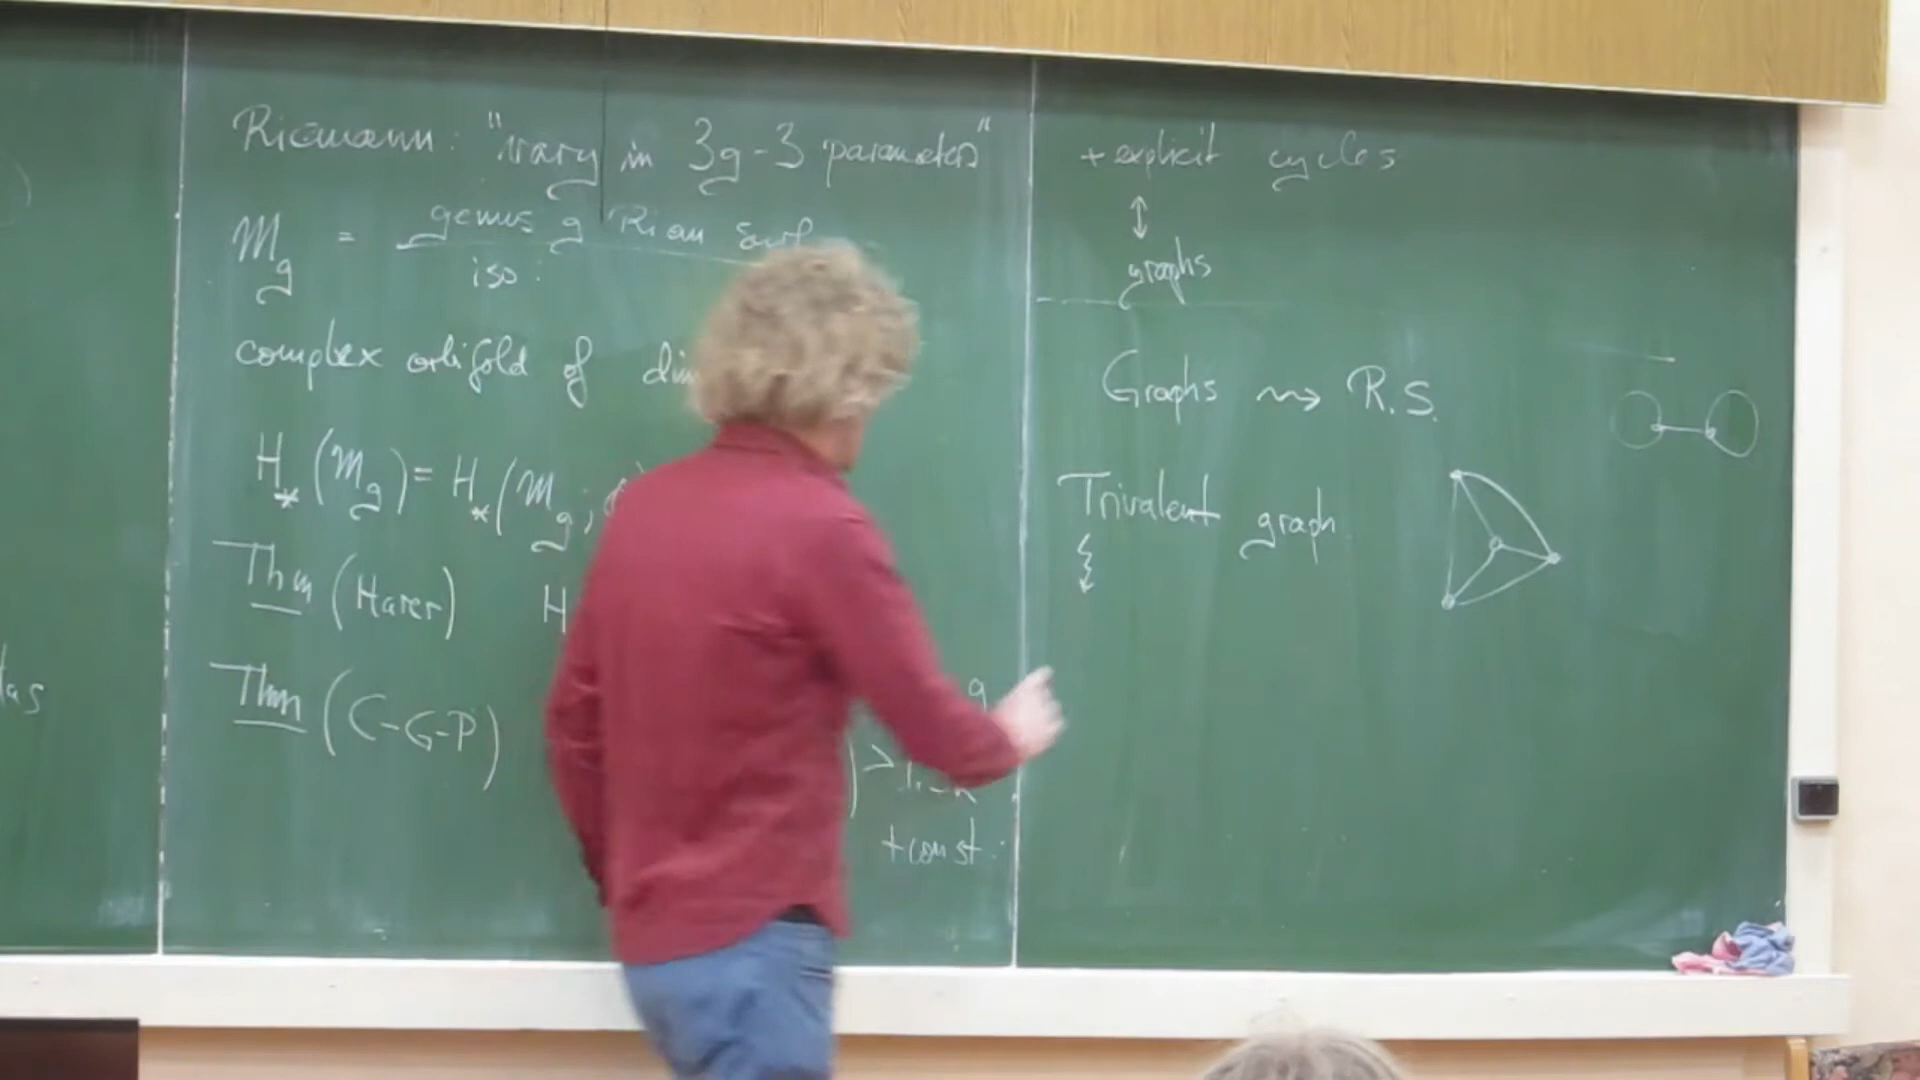 Riemann: "vary in 3g-3 parameters"
M_g = genus g Riem surf
iso.
complex orbifold of dim
H_*(M_g) = H_*(M_g;
Thm (Harer) H
Thm (C-G-P) g
) >
+const.
+ explicit cycles
↕
graphs
Graphs ⇝ R.S.
Trivalent graph
tas